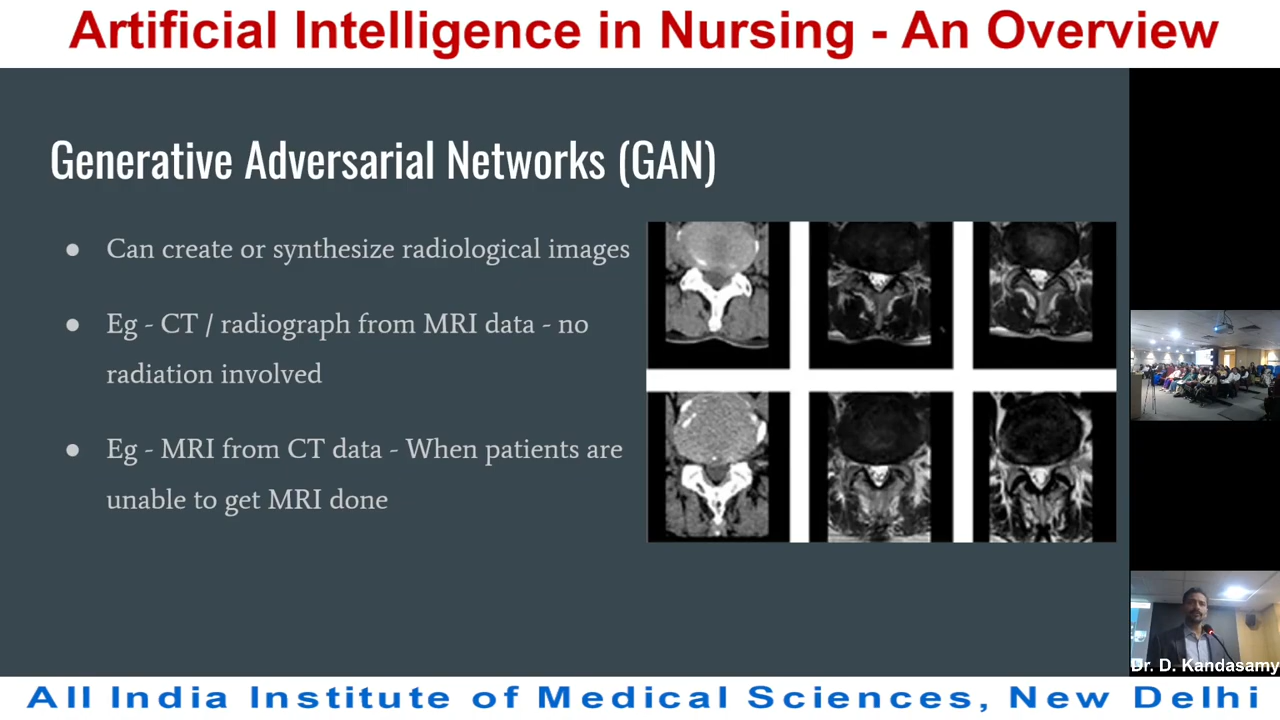 Artificial Intelligence in Nursing - An Overview
Generative Adversarial Networks (GAN)
● Can create or synthesize radiological images
● Eg - CT / radiograph from MRI data - no
radiation involved
● Eg - MRI from CT data - When patients are
unable to get MRI done
Dr. D. Kandasamy
All India Institute of Medical Sciences, New Delhi